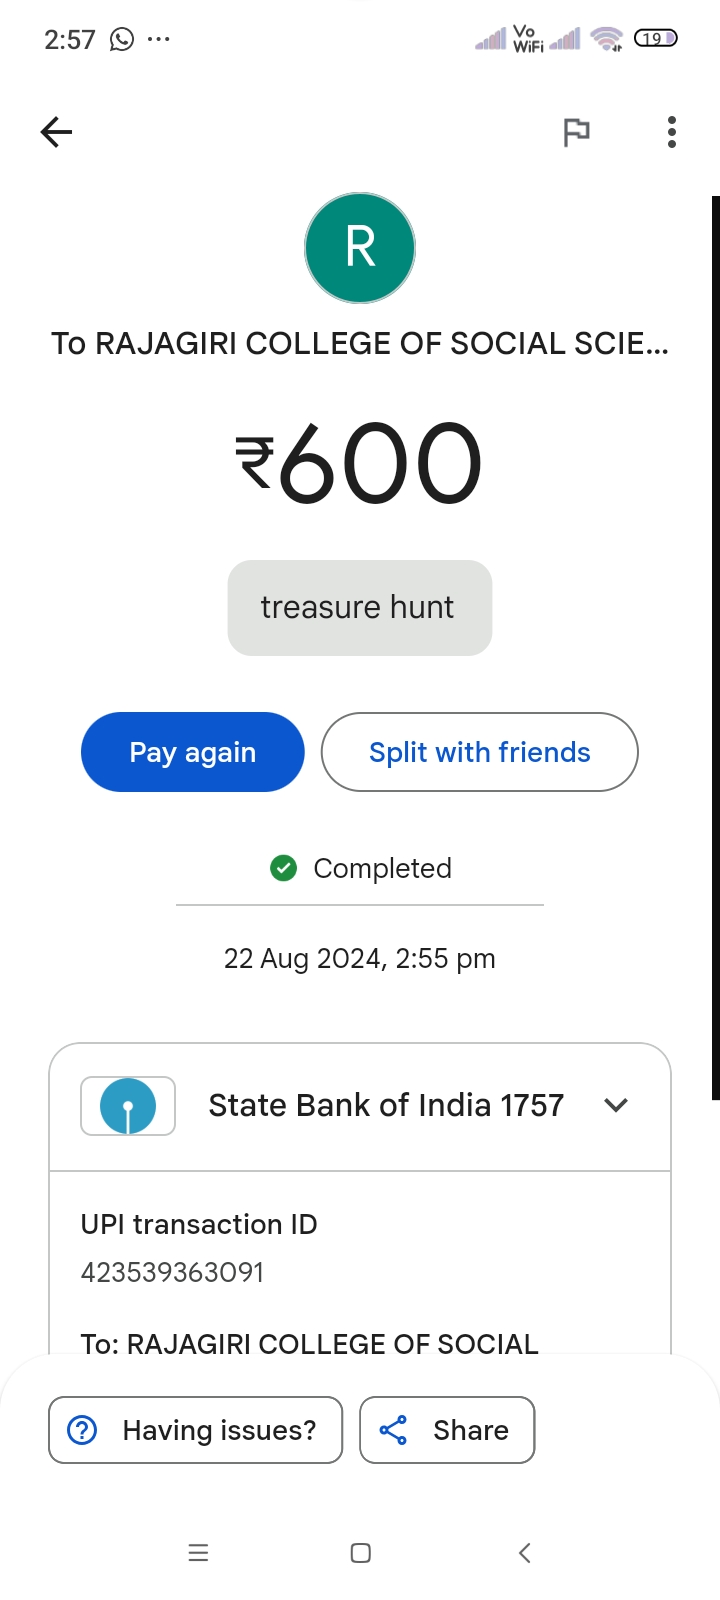 2:57
Vo
WiFi
19
R
To RAJAGIRI COLLEGE OF SOCIAL SCIE...
₹600
treasure hunt
Pay again
Split with friends
Completed
22 Aug 2024, 2:55 pm
State Bank of India 1757
UPI transaction ID
423539363091
To: RAJAGIRI COLLEGE OF SOCIAL
Having issues?
Share